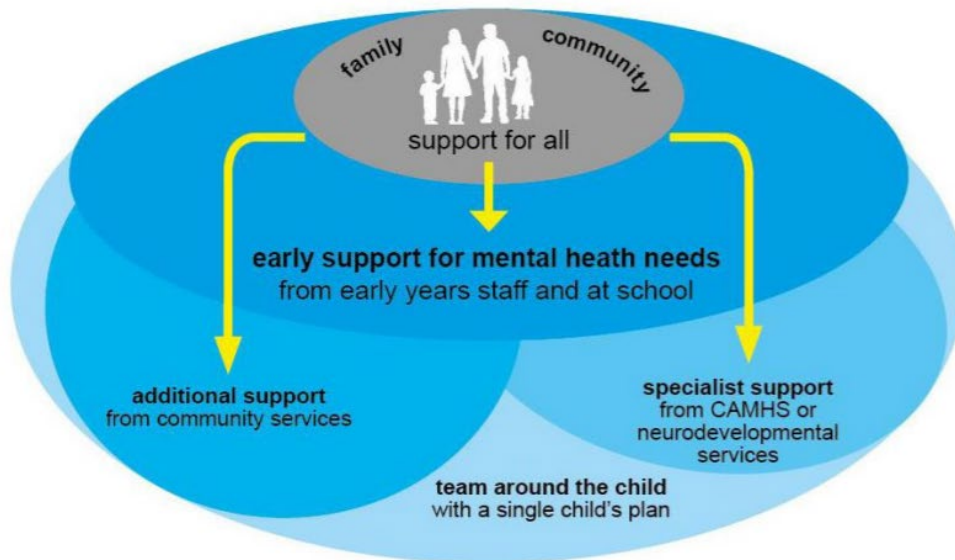 family
community
support for all
early support for mental heath needs
from early years staff and at school
additional support
from community services
specialist support
from CAMHS or
neurodevelopmental
services
team around the child
with a single child's plan